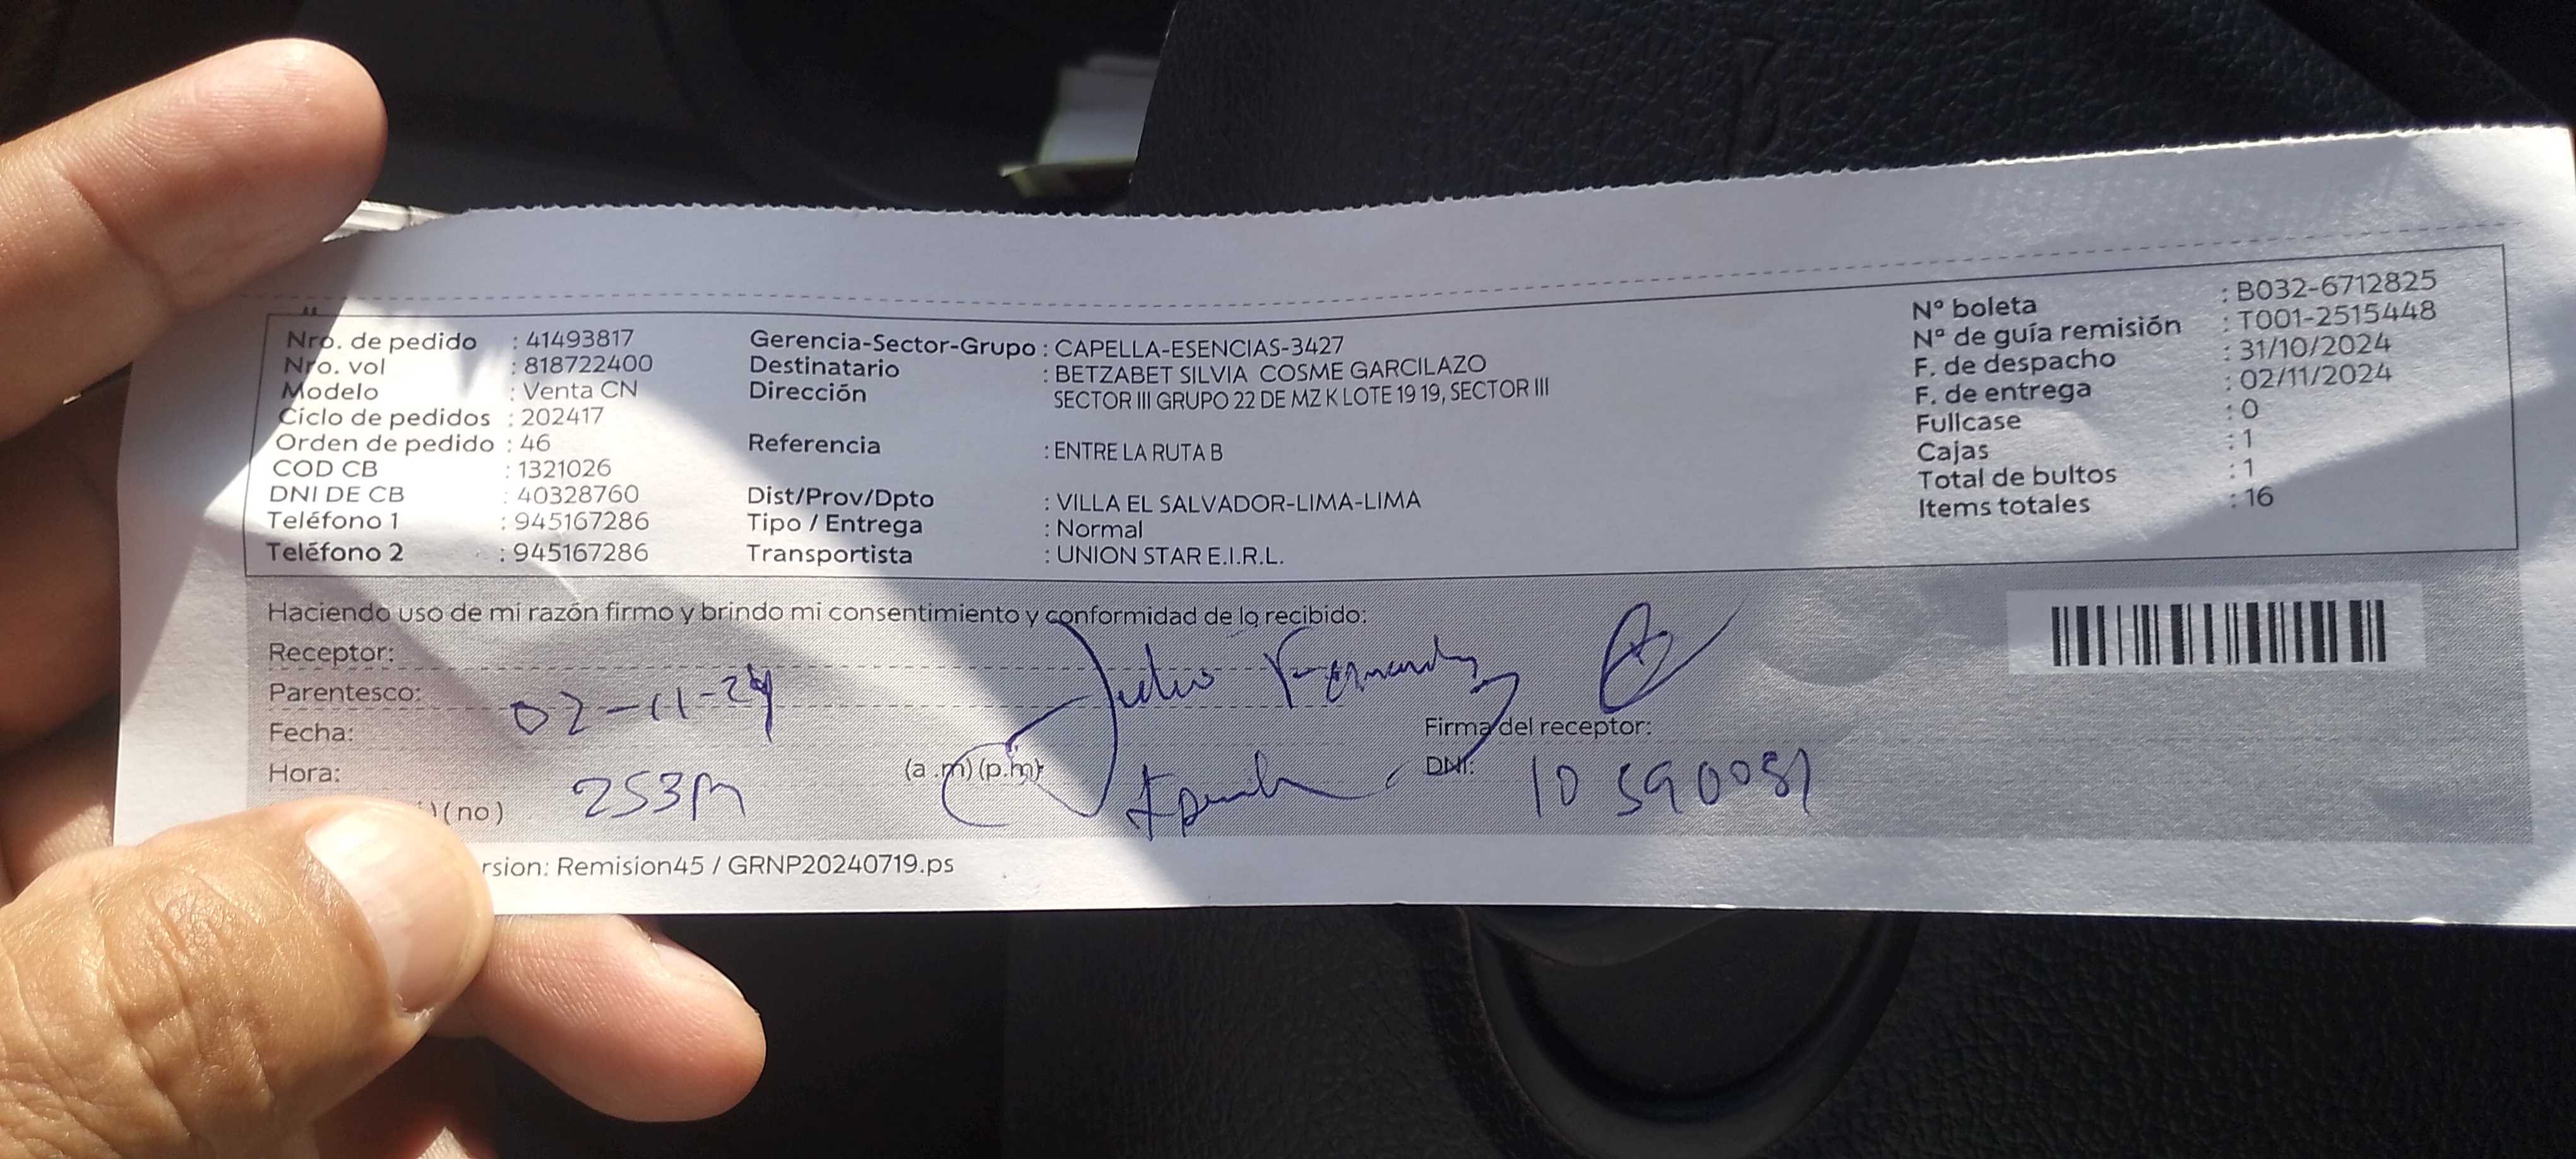 Nro. de pedido : 41493817
Nro. vol : 818722400
Modelo : Venta CN
Ciclo de pedidos : 202417
Orden de pedido : 46
COD CB : 1321026
DNI DE CB : 40328760
Teléfono 1 : 945167286
Teléfono 2 : 945167286
Gerencia-Sector-Grupo : CAPELLA-ESENCIAS-3427
Destinatario : BETZABET SILVIA COSME GARCILAZO
Dirección SECTOR III GRUPO 22 DE MZ K LOTE 19 19, SECTOR III
Referencia : ENTRE LA RUTA B
Dist/Prov/Dpto : VILLA EL SALVADOR-LIMA-LIMA
Tipo / Entrega : Normal
Transportista : UNION STAR E.I.R.L.
Nº boleta : B032-6712825
Nº de guía remisión : T001-2515448
F. de despacho : 31/10/2024
F. de entrega : 02/11/2024
Fullcase : 0
Cajas : 1
Total de bultos : 1
Items totales : 16
Haciendo uso de mi razón firmo y brindo mi consentimiento y conformidad de lo recibido:
Receptor: Julio
Parentesco:
Fecha: 02-11-24
Firma del receptor:
Hora: 253 (a.m)(p.m)
DNI: 10590081
)(no)
rsion: Remision45 / GRNP20240719.ps